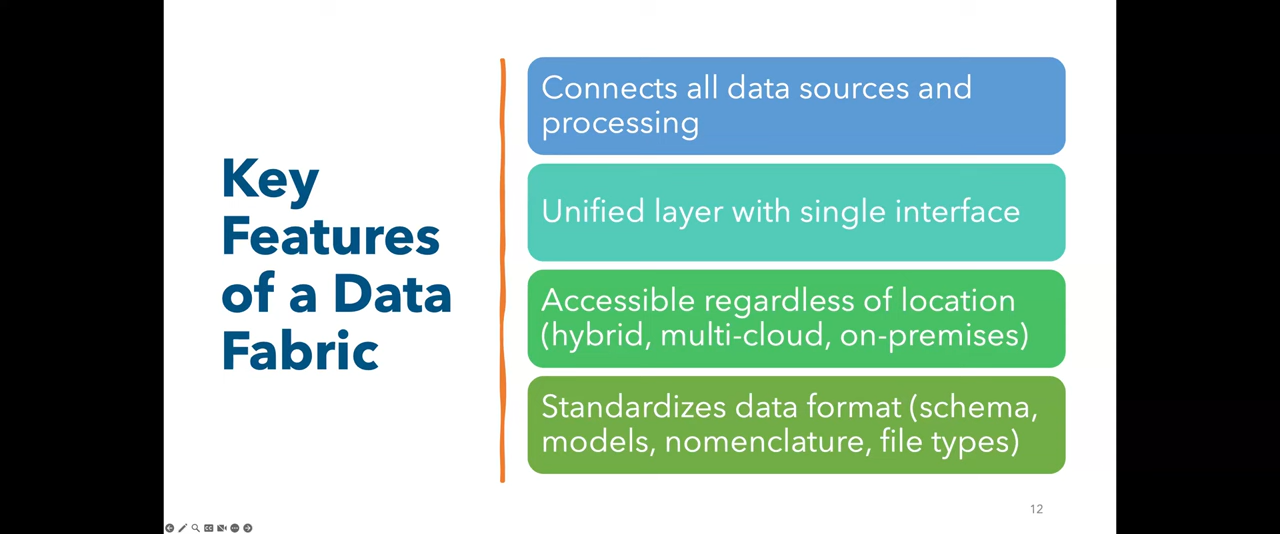 Key
Features
of a Data
Fabric
Connects all data sources and
processing
Unified layer with single interface
Accessible regardless of location
(hybrid, multi-cloud, on-premises)
Standardizes data format (schema,
models, nomenclature, file types)
12